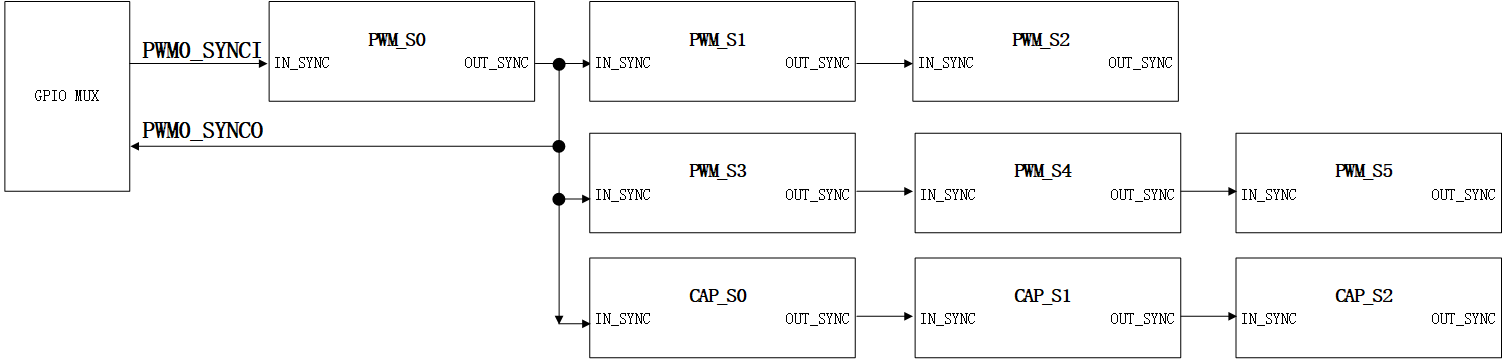 GPIO MUX
PWM0_SYNCI
PWM0_SYNCO
PWM_S0
IN_SYNC
OUT_SYNC
PWM_S1
IN_SYNC
OUT_SYNC
PWM_S2
IN_SYNC
OUT_SYNC
PWM_S3
IN_SYNC
OUT_SYNC
PWM_S4
IN_SYNC
OUT_SYNC
PWM_S5
IN_SYNC
OUT_SYNC
CAP_S0
IN_SYNC
OUT_SYNC
CAP_S1
IN_SYNC
OUT_SYNC
CAP_S2
IN_SYNC
OUT_SYNC